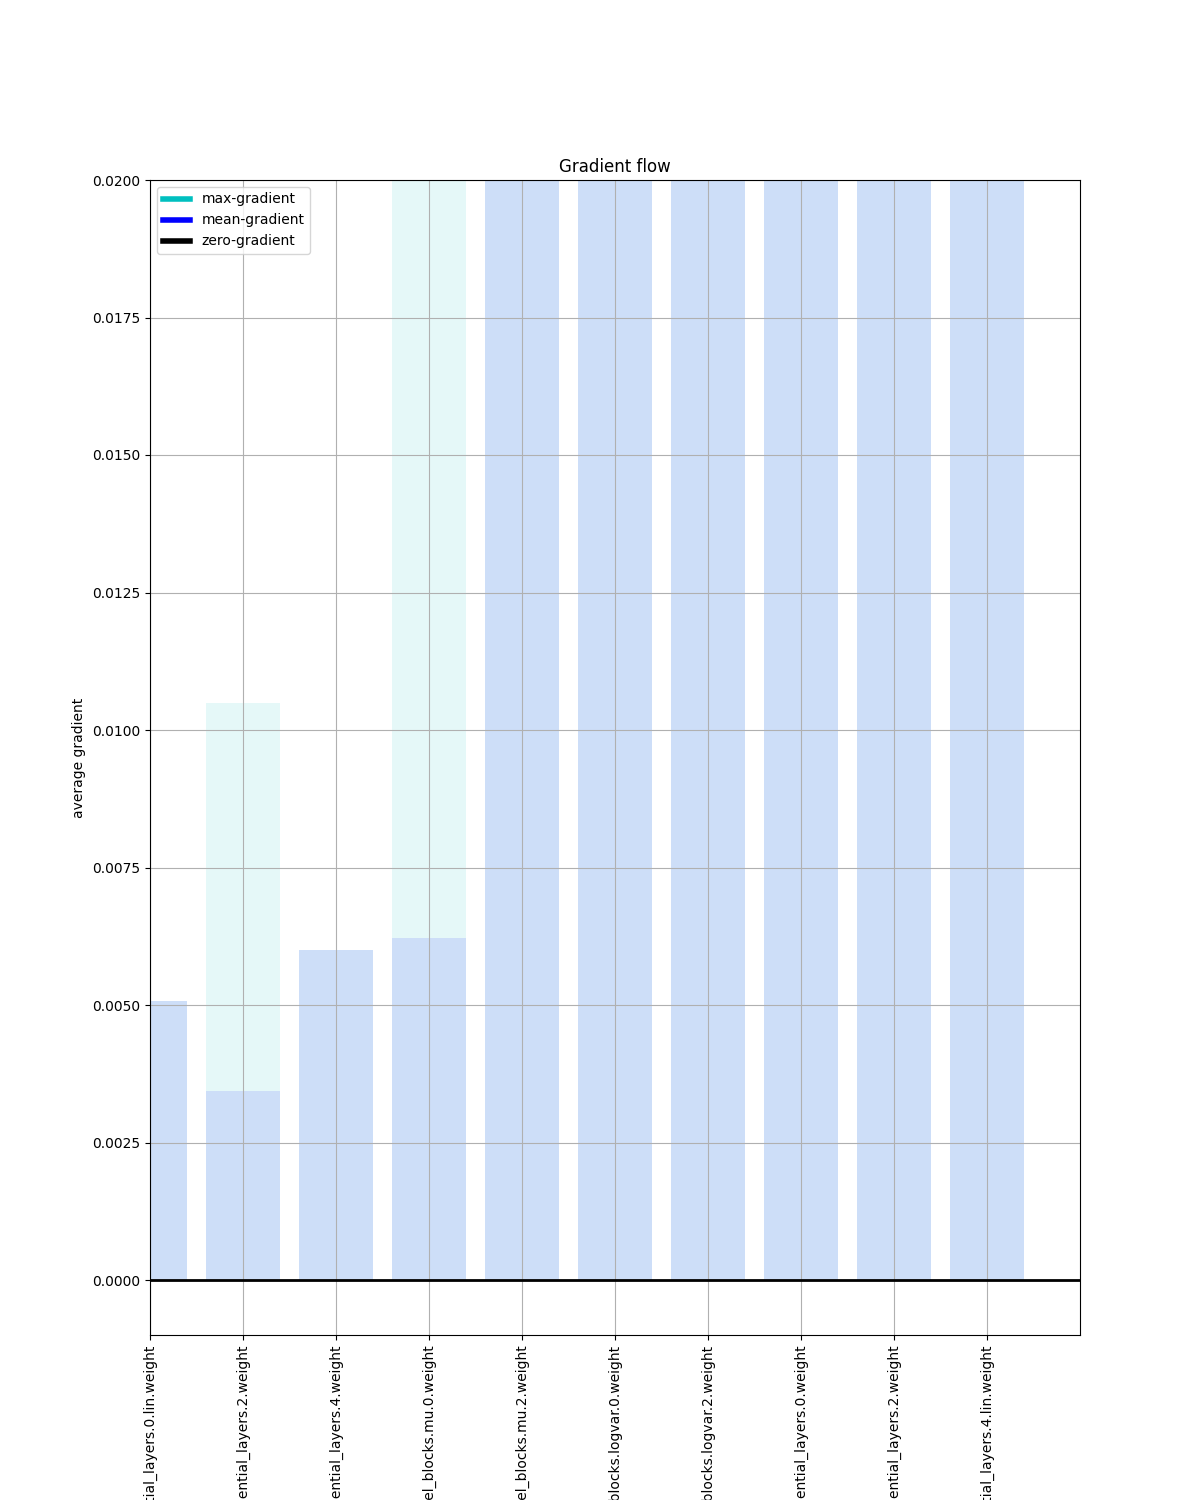 Gradient flow
max-gradient
mean-gradient
zero-gradient
0.0200
0.0175
0.0150
0.0125
0.0100
0.0075
0.0050
0.0025
0.0000
average gradient
tial_layers.0.lin.weight
ential_layers.2.weight
ential_layers.4.weight
el_blocks.mu.0.weight
el_blocks.mu.2.weight
blocks.logvar.0.weight
blocks.logvar.2.weight
ential_layers.0.weight
ential_layers.2.weight
tial_layers.4.lin.weight